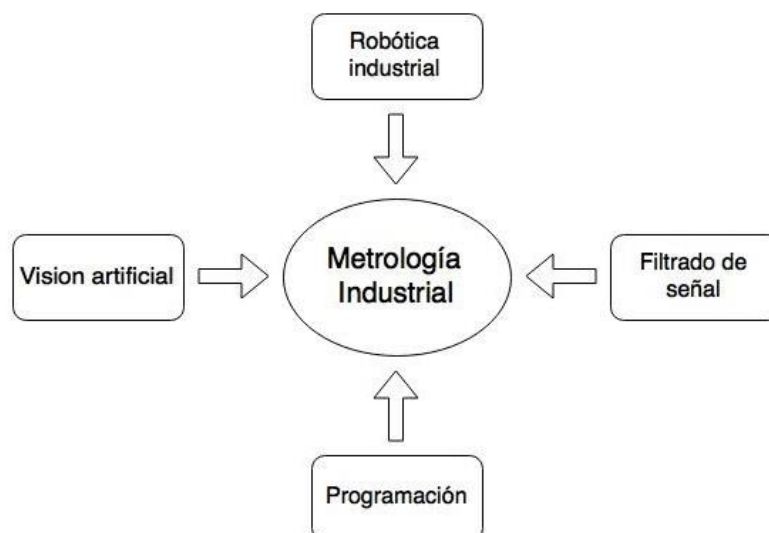 Robótica
industrial
Vision artificial
Metrología
Industrial
Filtrado de
señal
Programación